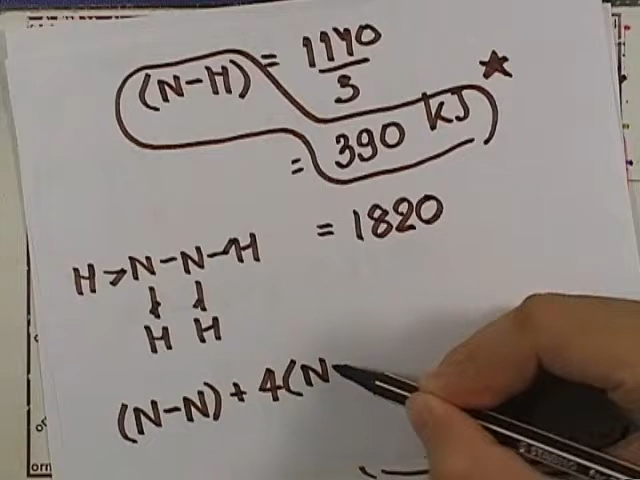 (N-H) = 1170
3
= 390 kJ
= 1820
H>N-N-H
H H
(N-N) + 4(N